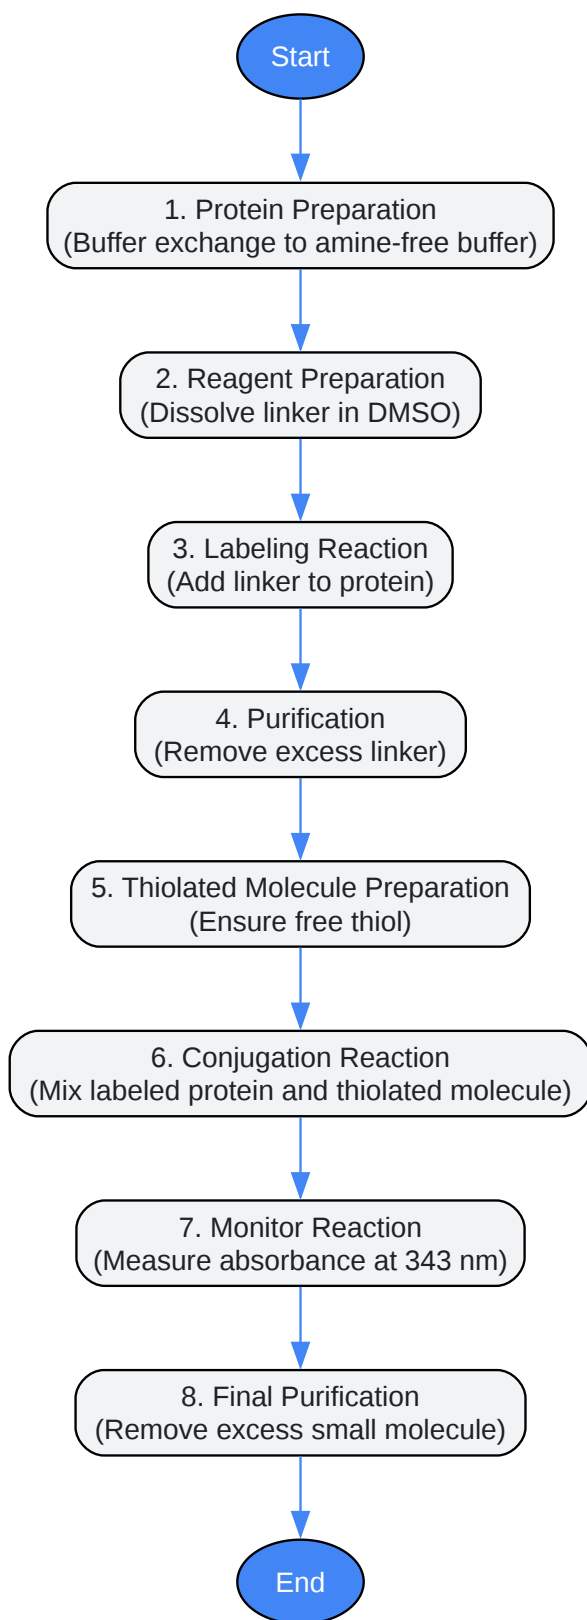 Start
1. Protein Preparation
(Buffer exchange to amine-free buffer)
2. Reagent Preparation
(Dissolve linker in DMSO)
3. Labeling Reaction
(Add linker to protein)
4. Purification
(Remove excess linker)
5. Thiolated Molecule Preparation
(Ensure free thiol)
6. Conjugation Reaction
(Mix labeled protein and thiolated molecule)
7. Monitor Reaction
(Measure absorbance at 343 nm)
8. Final Purification
(Remove excess small molecule)
End